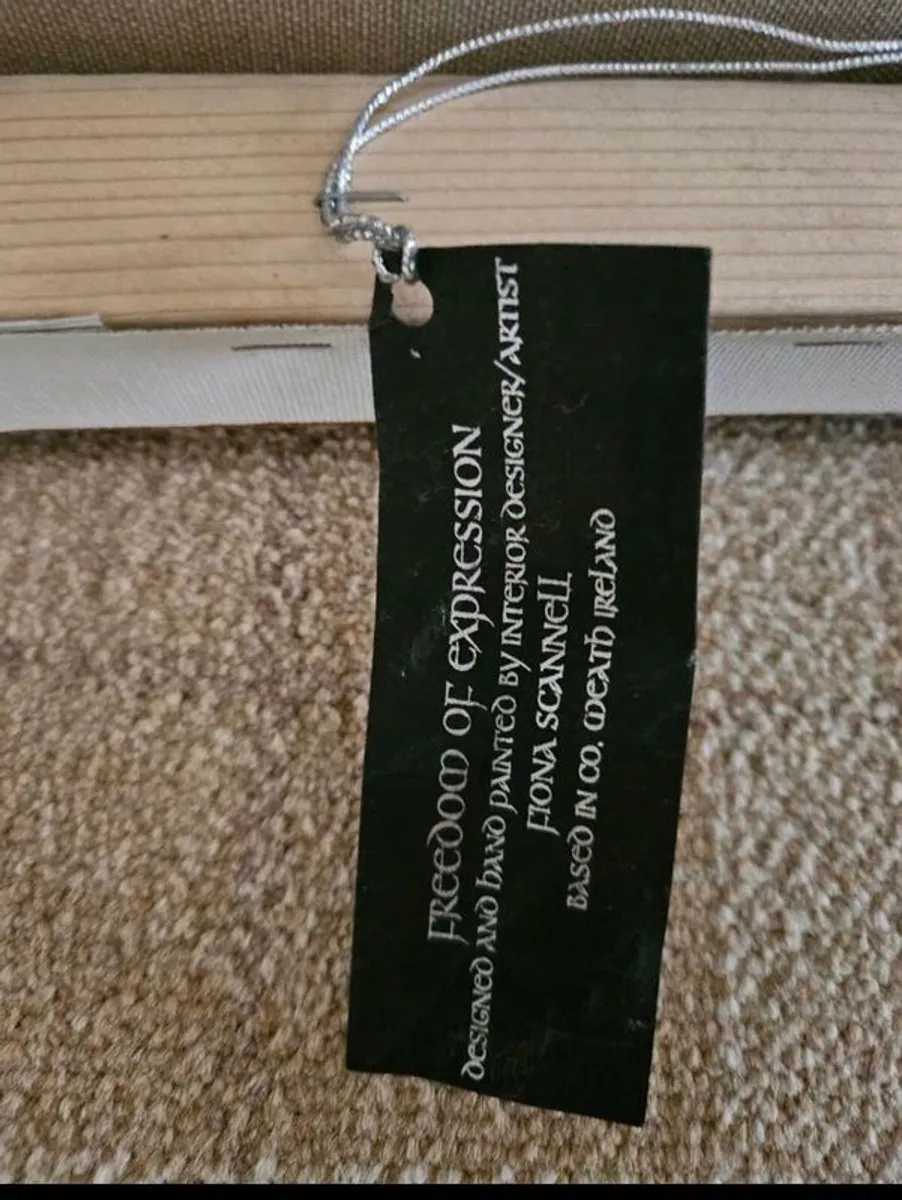 FREEDOM OF EXPRESSION
DESIGNED AND HAND PAINTED BY INTERIOR DESIGNER/ARTIST
FIONA SCANNELL
BASED IN CO. MEATH IRELAND